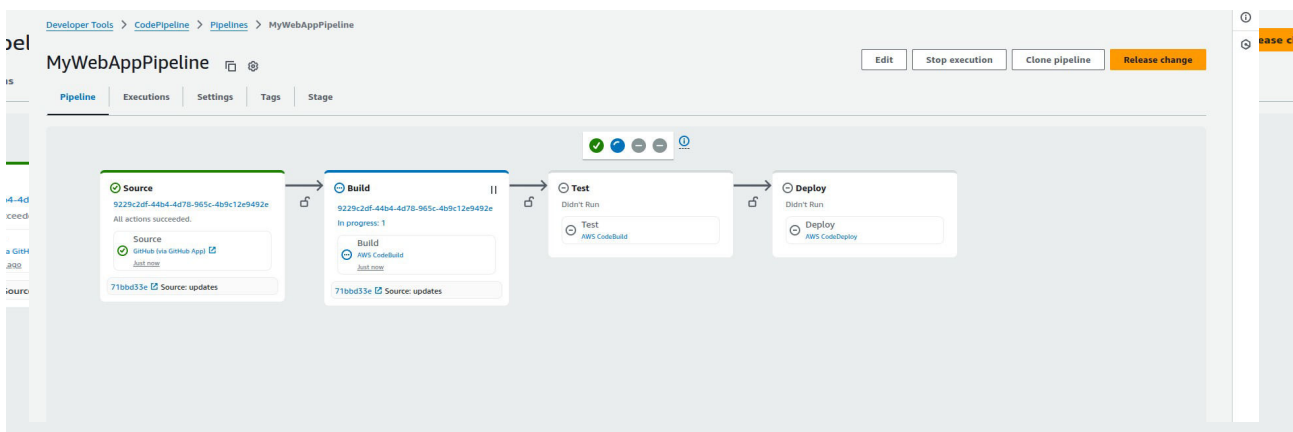 Developer Tools > CodePipeline > Pipelines > MyWebAppPipeline
MyWebAppPipeline
Edit
Stop execution
Clone pipeline
Release change
Pipeline
Executions
Settings
Tags
Stage
Source
9229c2df-44b4-4d78-965c-4b9c12e9492e
All actions succeeded.
Source
GitHub (via GitHub App)
Just now
71bbd33e Source: updates
Build
9229c2df-44b4-4d78-965c-4b9c12e9492e
In progress: 1
Build
AWS CodeBuild
Just now
71bbd33e Source: updates
Test
Didn't Run
Test
AWS CodeBuild
Deploy
Didn't Run
Deploy
AWS CodeDeploy
ago